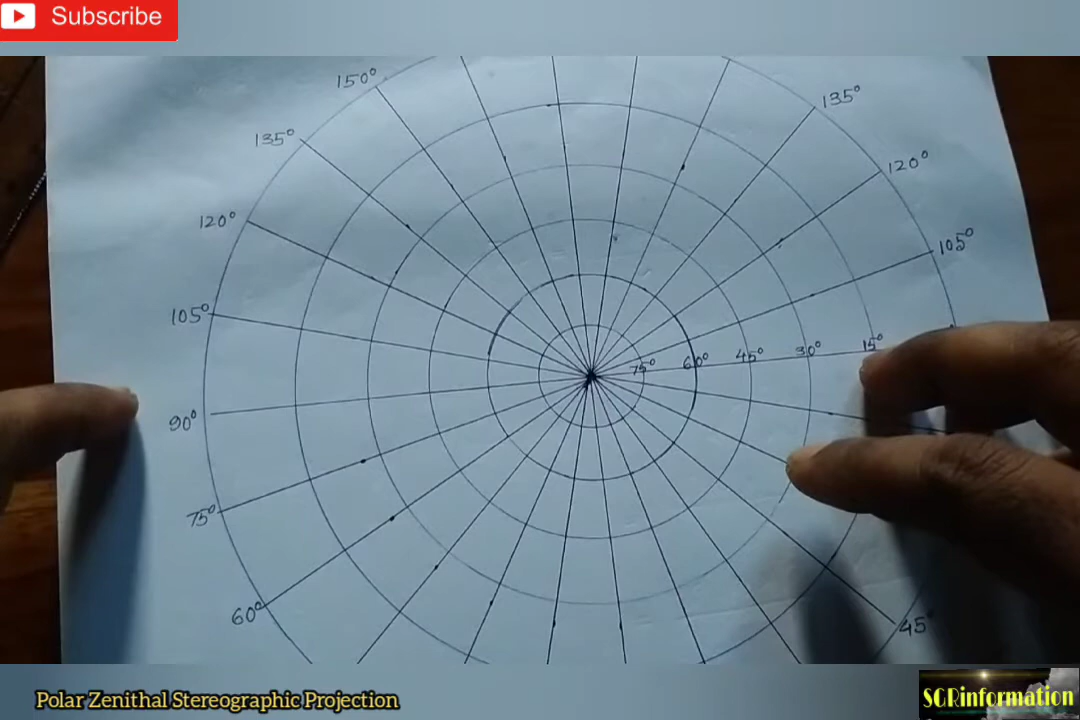 Subscribe
150°
135°
135°
120°
120°
105°
105°
75° 60° 45° 30° 15°
90°
75°
60°
45°
Polar Zenithal Stereographic Projection
SCRinformation